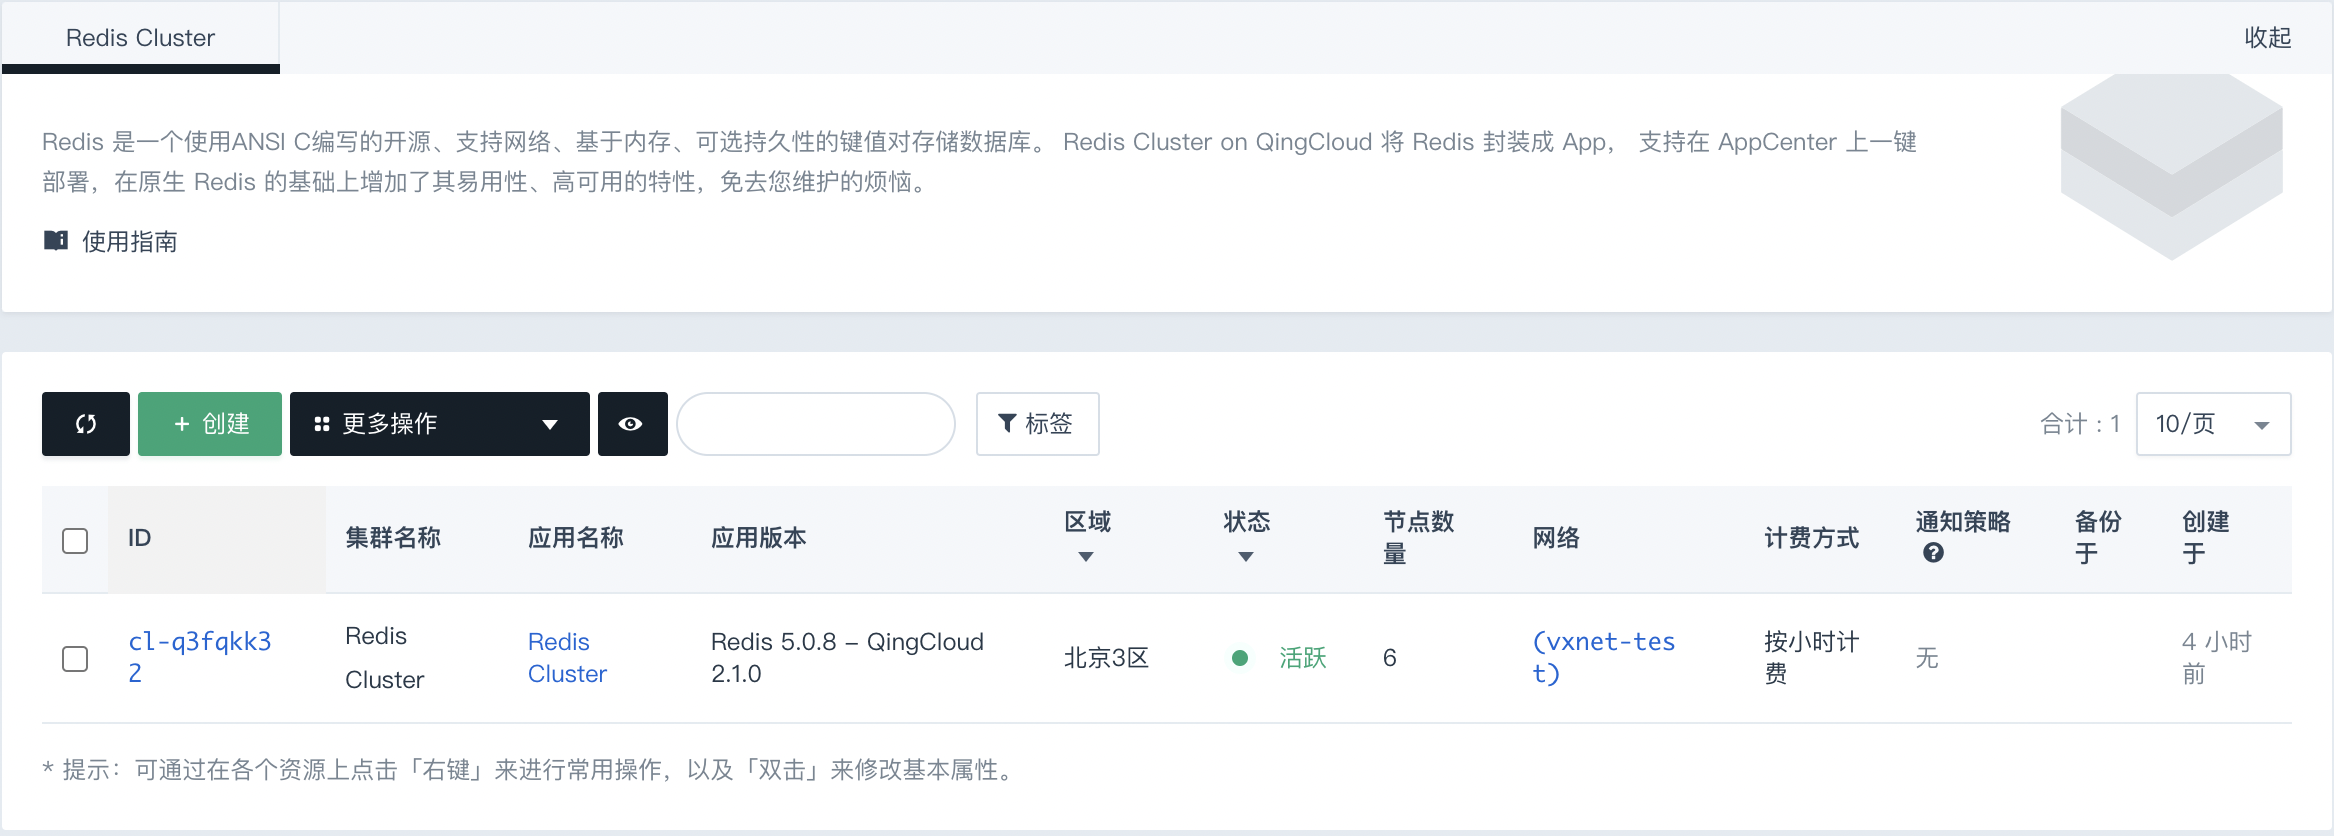 Redis Cluster
收起
Redis 是一个使用ANSI C编写的开源、支持网络、基于内存、可选持久性的键值对存储数据库。 Redis Cluster on QingCloud 将 Redis 封装成 App， 支持在 AppCenter 上一键
部署，在原生 Redis 的基础上增加了其易用性、高可用的特性，免去您维护的烦恼。
使用指南
+ 创建
更多操作
标签
合计 : 1
10/页
ID
集群名称
应用名称
应用版本
区域
状态
节点数
量
网络
计费方式
通知策略
备份
于
创建
于
cl-q3fqkk3
2
Redis
Cluster
Redis
Cluster
Redis 5.0.8 – QingCloud
2.1.0
北京3区
活跃
6
(vxnet-tes
t)
按小时计
费
无
4 小时
前
* 提示：可通过在各个资源上点击「右键」来进行常用操作，以及「双击」来修改基本属性。